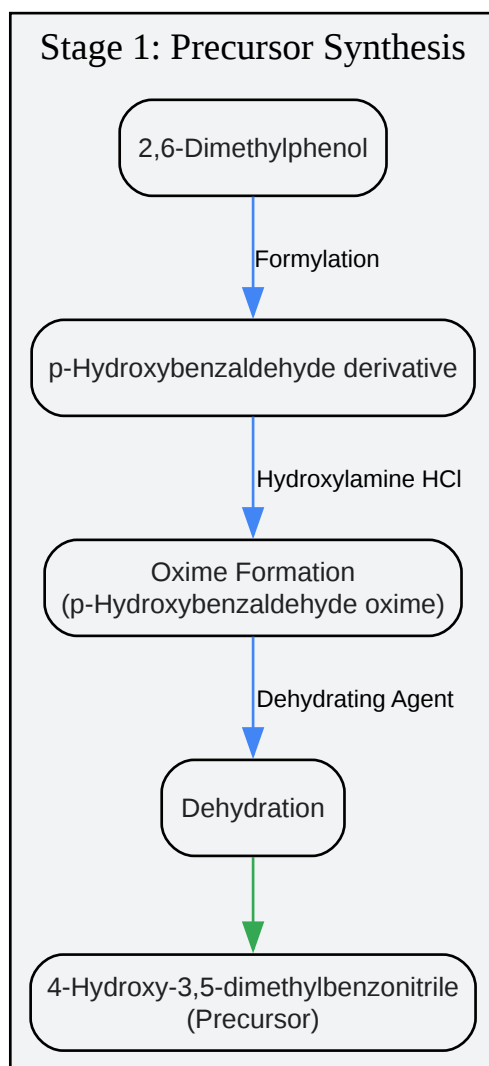 Stage 1: Precursor Synthesis
2,6-Dimethylphenol
Formylation
p-Hydroxybenzaldehyde derivative
Hydroxylamine HCl
Oxime Formation
(p-Hydroxybenzaldehyde oxime)
Dehydrating Agent
Dehydration
4-Hydroxy-3,5-dimethylbenzonitrile
(Precursor)